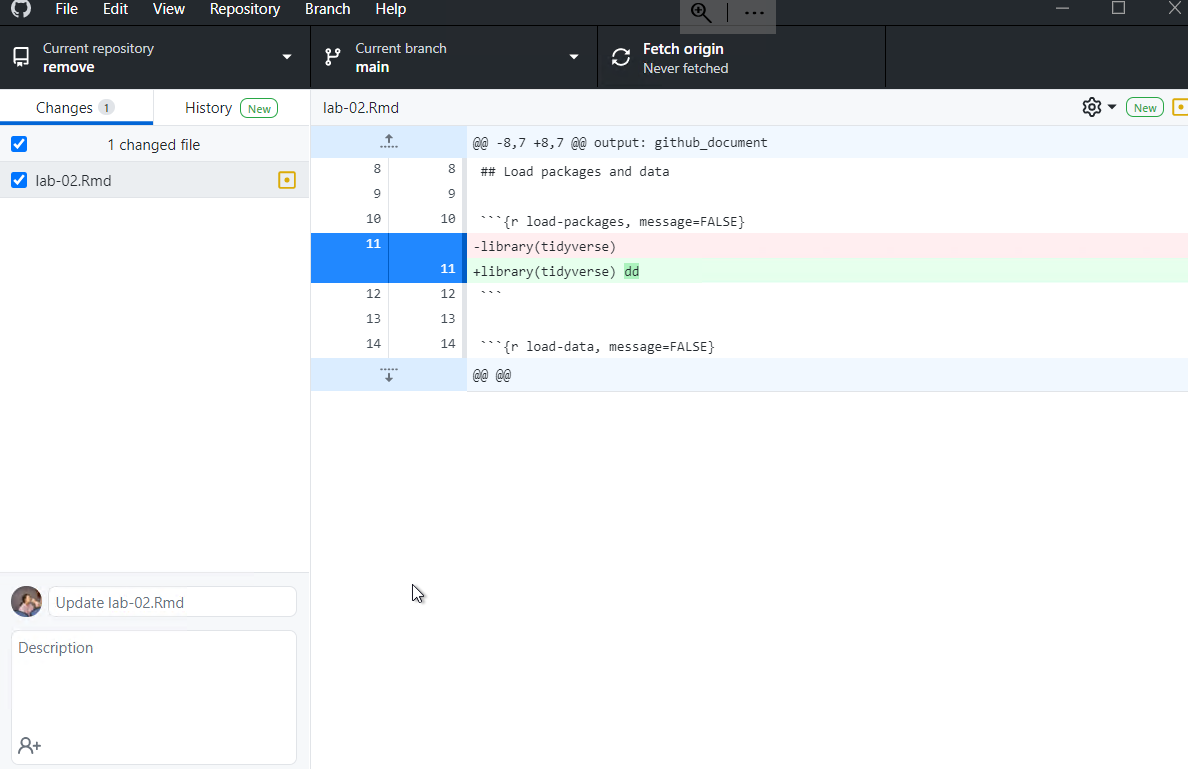 File Edit View Repository Branch Help
Current repository
remove
Current branch
main
Fetch origin
Never fetched
Changes 1
History New
lab-02.Rmd
New
1 changed file
lab-02.Rmd
@@ -8,7 +8,7 @@ output: github_document
8 8 ## Load packages and data
9 9
10 10 ```{r load-packages, message=FALSE}
11 -library(tidyverse)
11 +library(tidyverse) dd
12 12 ```
13 13
14 14 ```{r load-data, message=FALSE}
@@ @@
Update lab-02.Rmd
Description